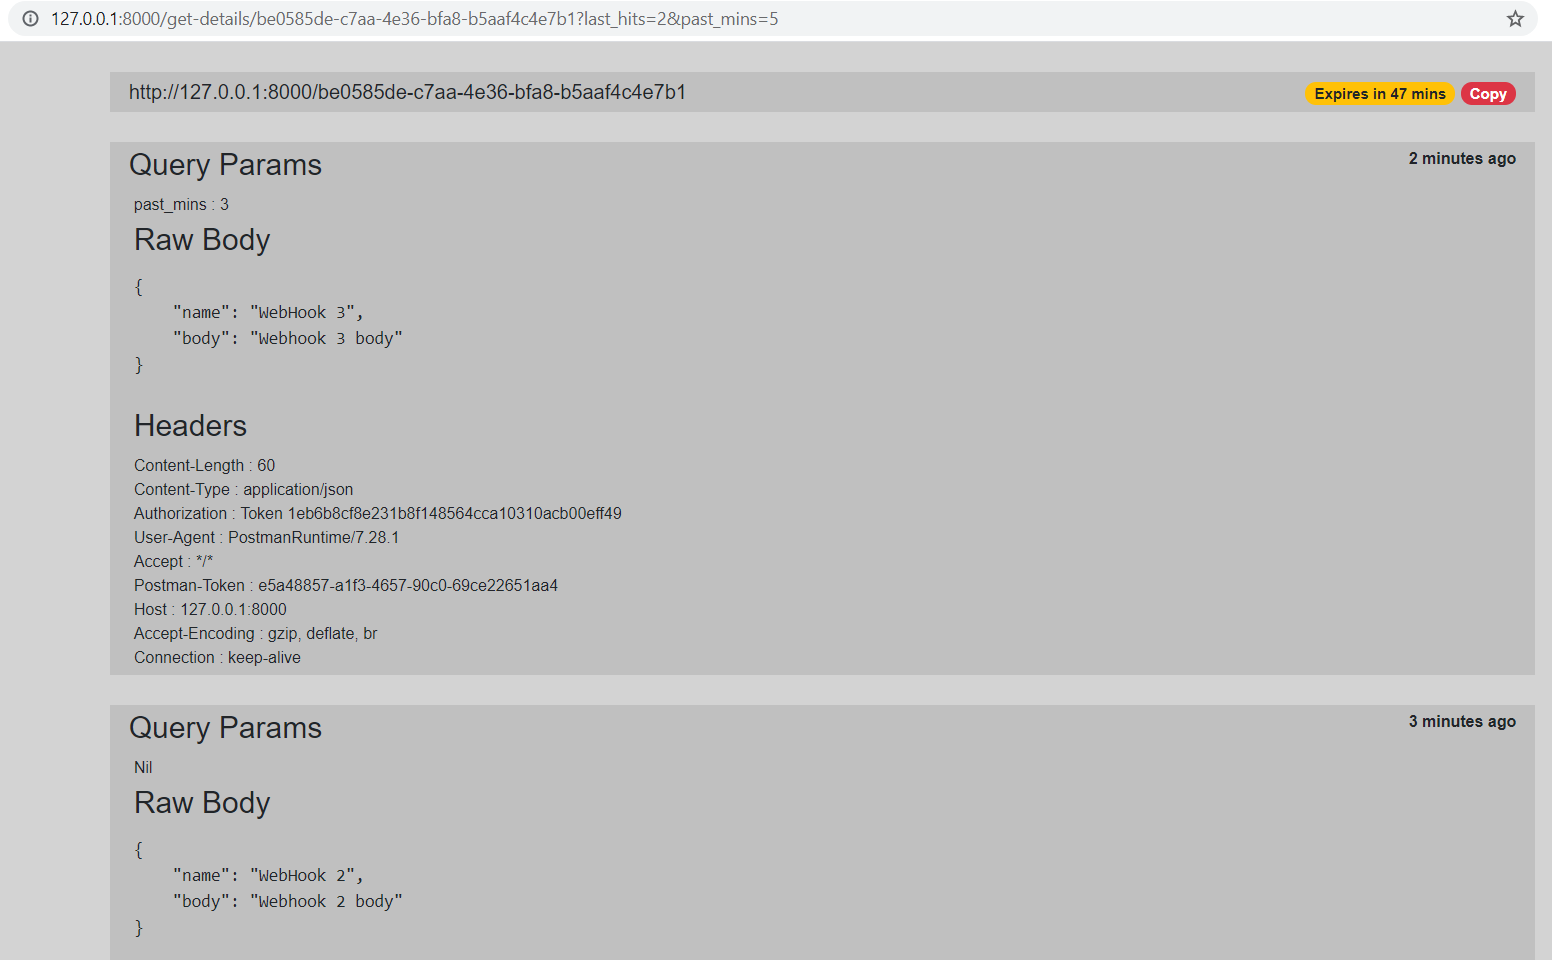 127.0.0.1:8000/get-details/be0585de-c7aa-4e36-bfa8-b5aaf4c4e7b1?last_hits=2&past_mins=5
http://127.0.0.1:8000/be0585de-c7aa-4e36-bfa8-b5aaf4c4e7b1
Expires in 47 mins
Copy
Query Params
2 minutes ago
past_mins : 3
Raw Body
{
    "name": "WebHook 3",
    "body": "Webhook 3 body"
}
Headers
Content-Length : 60
Content-Type : application/json
Authorization : Token 1eb6b8cf8e231b8f148564cca10310acb00eff49
User-Agent : PostmanRuntime/7.28.1
Accept : */*
Postman-Token : e5a48857-a1f3-4657-90c0-69ce22651aa4
Host : 127.0.0.1:8000
Accept-Encoding : gzip, deflate, br
Connection : keep-alive
Query Params
3 minutes ago
Nil
Raw Body
{
    "name": "WebHook 2",
    "body": "Webhook 2 body"
}